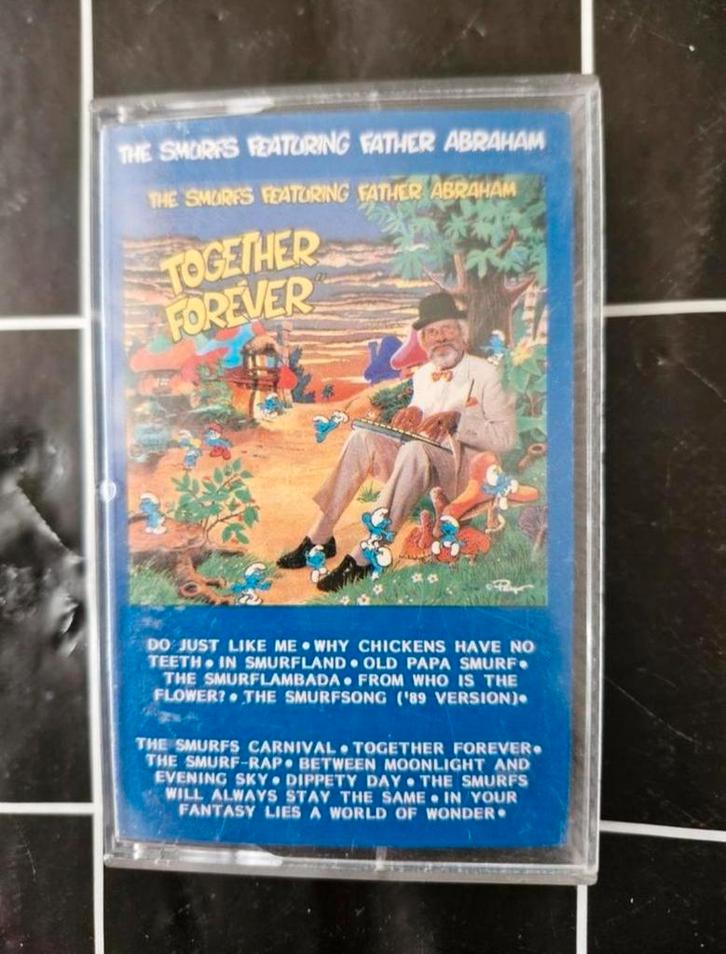 THE SMURFS FEATURING FATHER ABRAHAM
THE SMURFS FEATURING FATHER ABRAHAM
TOGETHER
FOREVER"
DO JUST LIKE ME • WHY CHICKENS HAVE NO
TEETH • IN SMURFLAND • OLD PAPA SMURF •
THE SMURFLAMBADA • FROM WHO IS THE
FLOWER? • THE SMURFSONG ('89 VERSION) •
THE SMURFS CARNIVAL • TOGETHER FOREVER •
THE SMURF-RAP • BETWEEN MOONLIGHT AND
EVENING SKY • DIPPETY DAY • THE SMURFS
WILL ALWAYS STAY THE SAME • IN YOUR
FANTASY LIES A WORLD OF WONDER •